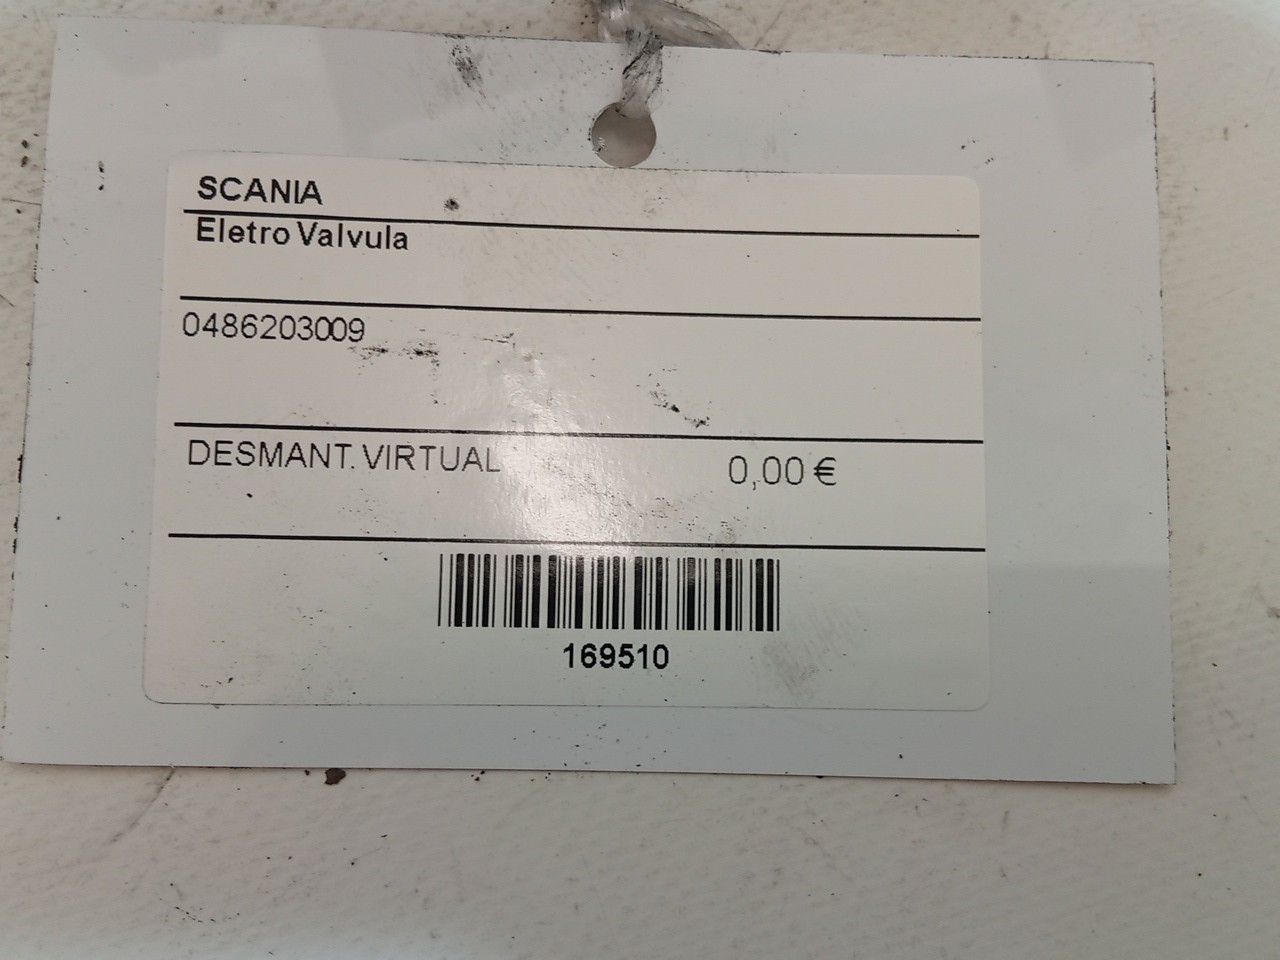 SCANIA
Eletro Valvula
0486203009
DESMANT. VIRTUAL 0,00 €
169510